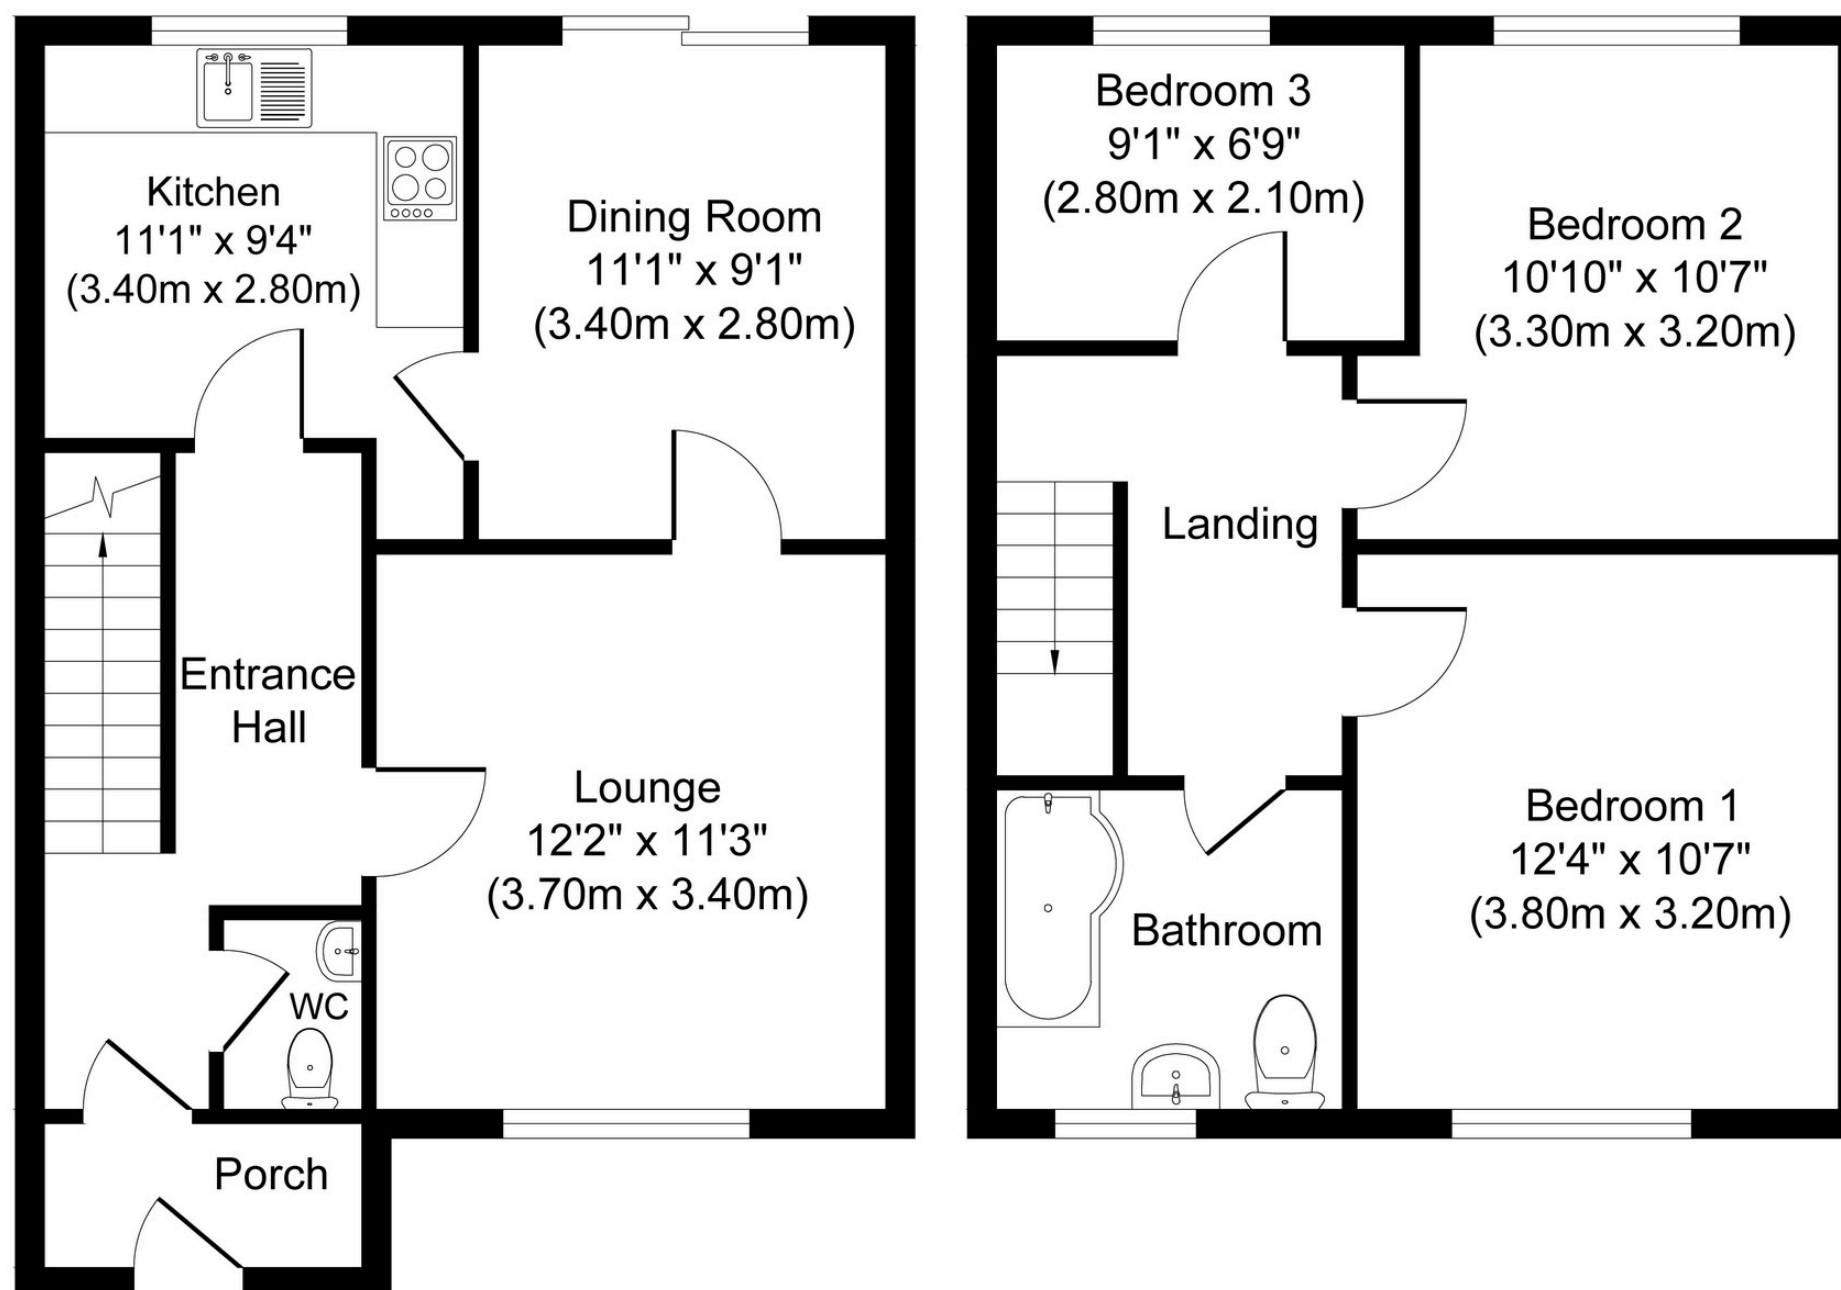 Kitchen
11'1" x 9'4"
(3.40m x 2.80m)
Dining Room
11'1" x 9'1"
(3.40m x 2.80m)
Entrance
Hall
Lounge
12'2" x 11'3"
(3.70m x 3.40m)
WC
Porch
Bedroom 3
9'1" x 6'9"
(2.80m x 2.10m)
Bedroom 2
10'10" x 10'7"
(3.30m x 3.20m)
Landing
Bedroom 1
12'4" x 10'7"
(3.80m x 3.20m)
Bathroom